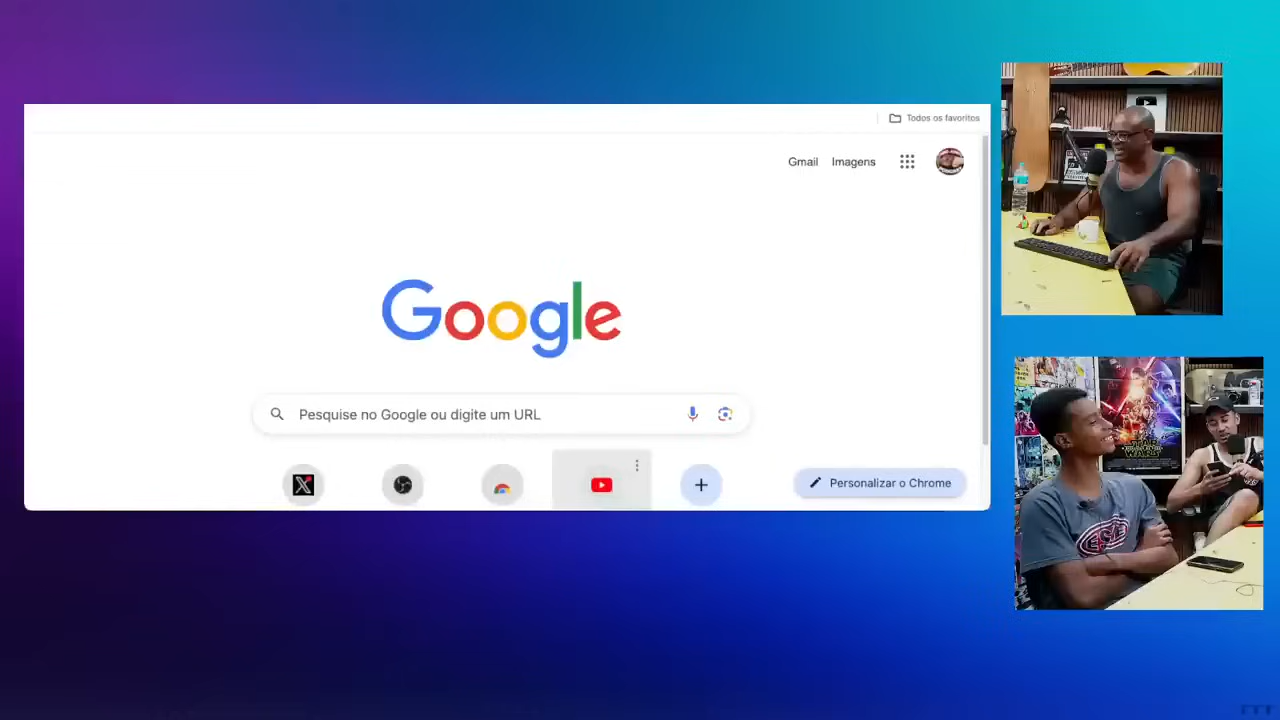 Todos os favoritos
Gmail Imagens
Google
Pesquise no Google ou digite um URL
Personalizar o Chrome
STAR
WARS